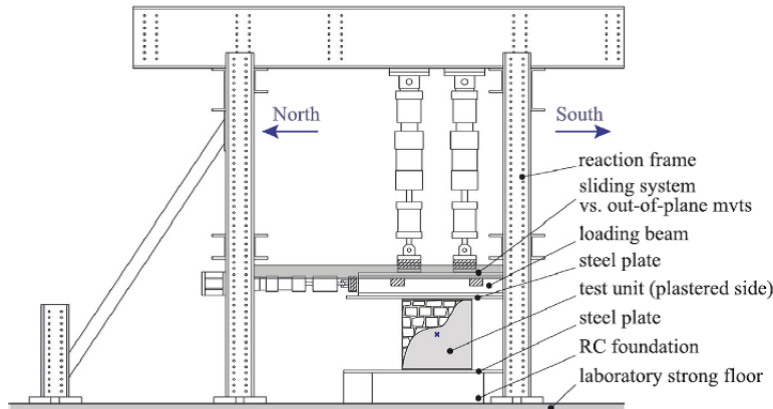 North
South
reaction frame
sliding system
vs. out-of-plane mvts
loading beam
steel plate
test unit (plastered side)
steel plate
RC foundation
laboratory strong floor